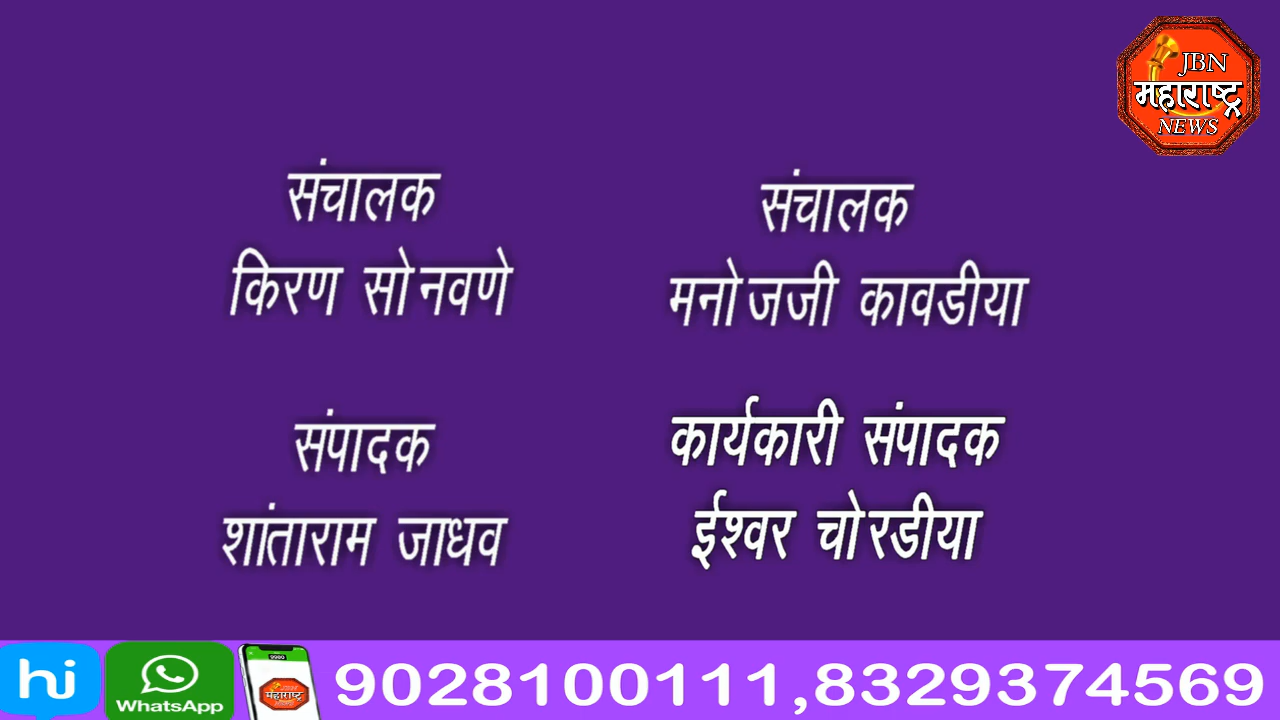 JBN
महाराष्ट्र
NEWS
संचालक
किरण सोनवणे
संचालक
मनोजजी कावडीया
संपादक
शांताराम जाधव
कार्यकारी संपादक
ईश्वर चोरडीया
hi
WhatsApp
महाराष्ट्र
9028100111,8329374569